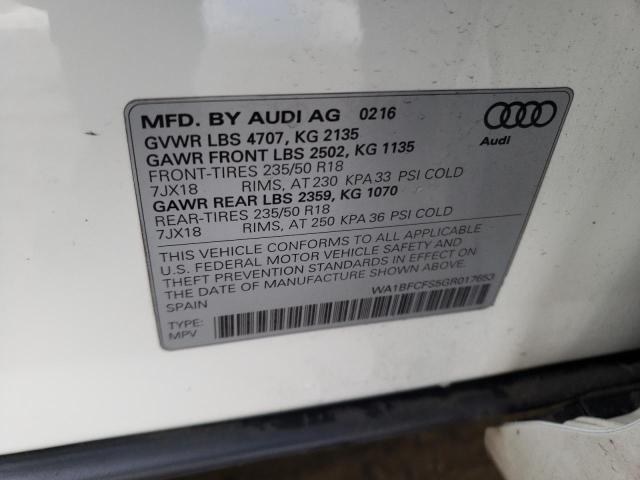 MFD. BY AUDI AG 0216
GVWR LBS 4707, KG 2135
GAWR FRONT LBS 2502, KG 1135
FRONT-TIRES 235/50 R18
7JX18 RIMS, AT 230 KPA 33 PSI COLD
GAWR REAR LBS 2359, KG 1070
REAR-TIRES 235/50 R18
7JX18 RIMS, AT 250 KPA 36 PSI COLD
Audi
THIS VEHICLE CONFORMS TO ALL APPLICABLE
U.S. FEDERAL MOTOR VEHICLE SAFETY AND
THEFT PREVENTION STANDARDS IN EFFECT ON
THE DATE OF MANUFACTURE SHOWN ABOVE.
SPAIN
WA1BFCFS5GR017653
TYPE:
MPV